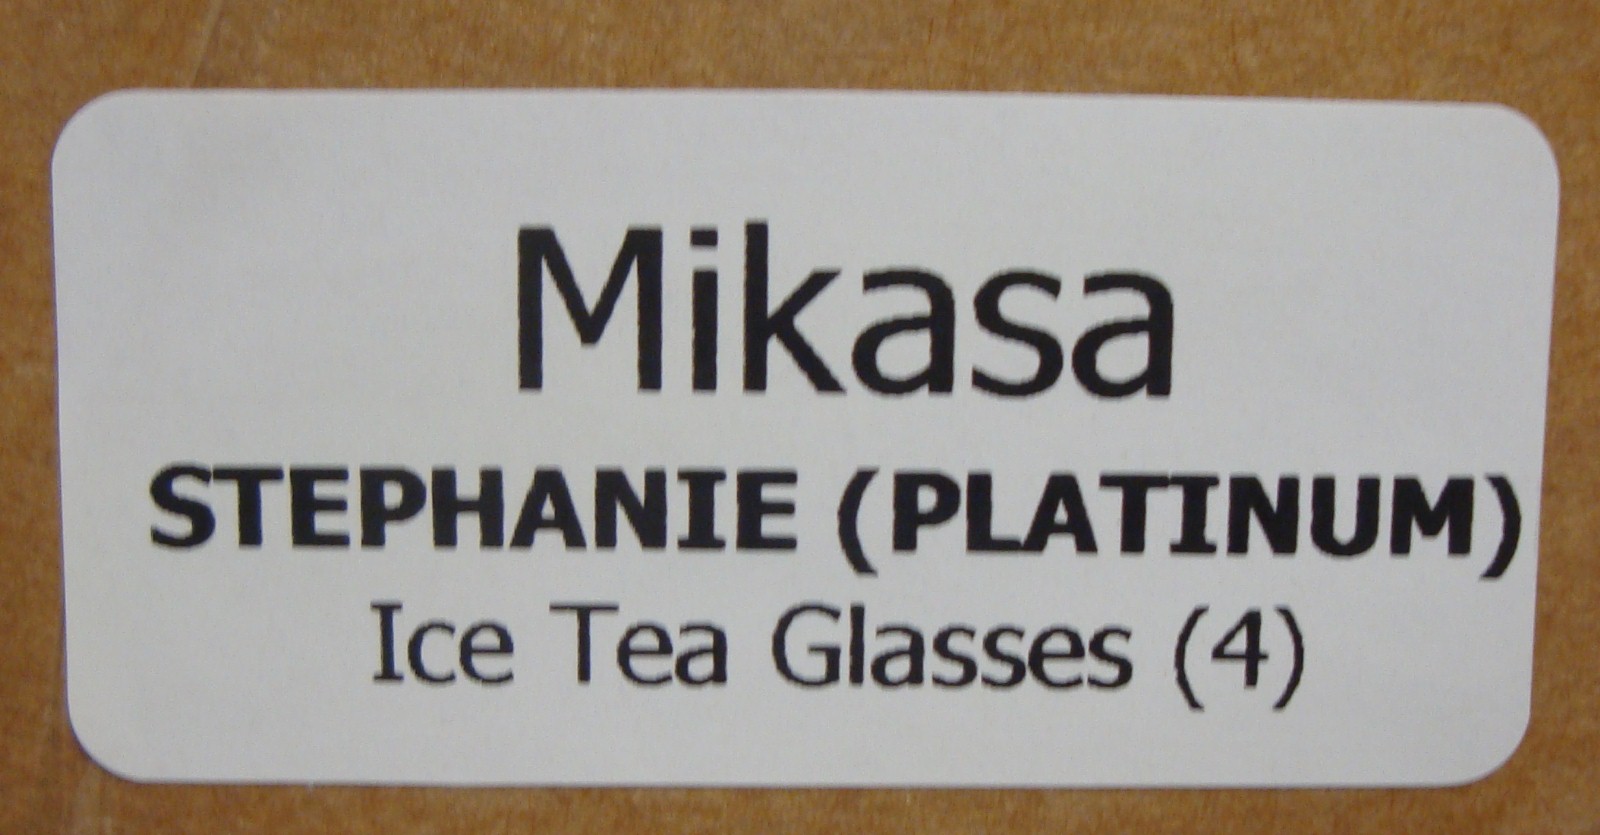 Mikasa
STEPHANIE (PLATINUM)
Ice Tea Glasses (4)